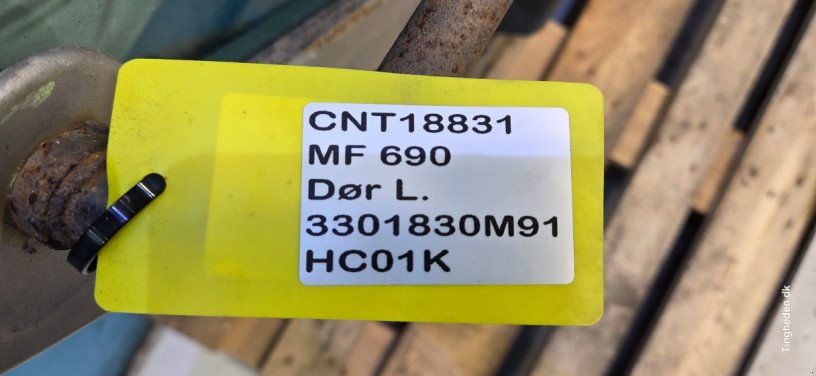 CNT18831
MF 690
Dør L.
3301830M91
HC01K
Tingheden.dk